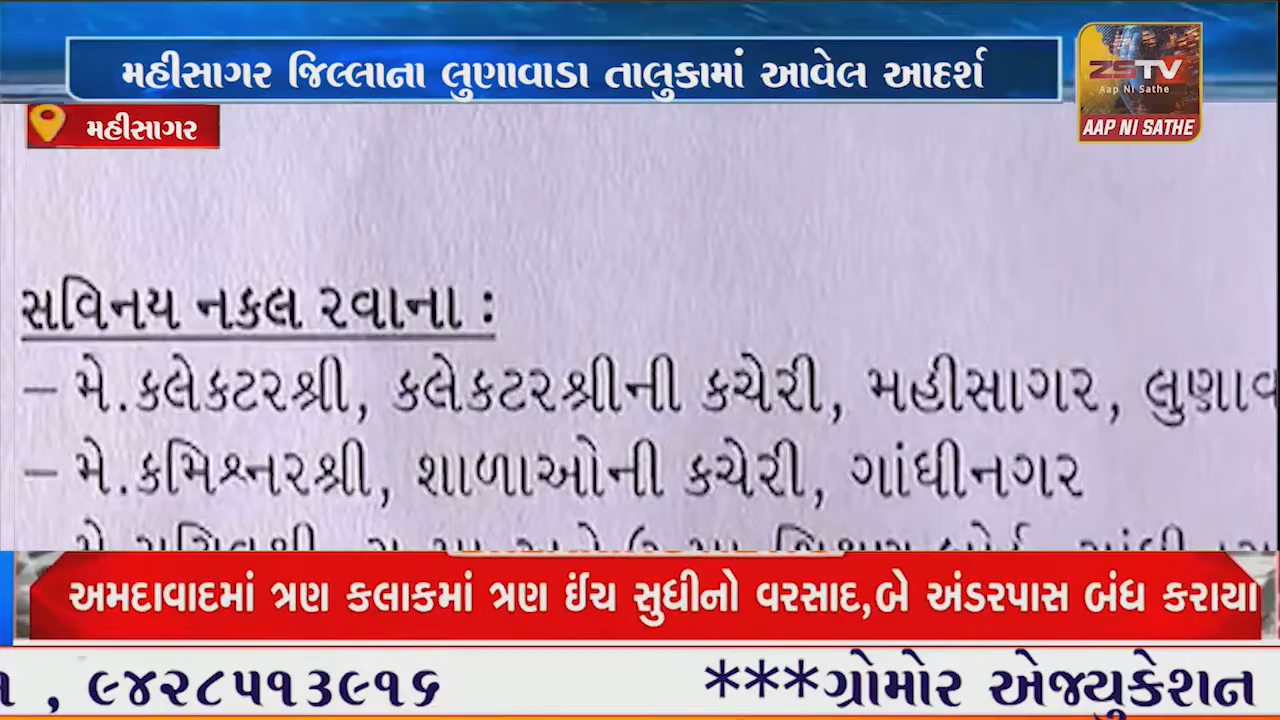 મહીસાગર જિલ્લાના લુણાવાડા તાલુકામાં આવેલ આદર્શ
ZSTV
Aap Ni Sathe
AAP NI SATHE
મહીસાગર
સવિનય નકલ રવાના :
– મે.કલેકટરશ્રી, કલેકટરશ્રીની કચેરી, મહીસાગર,
– મે.કમિશ્નરશ્રી, શાળાઓની કચેરી, ગાંધીનગર
અમદાવાદમાં ત્રણ કલાકમાં ત્રણ ઈંચ સુધીનો વરસાદ,બે અંડરપાસ બંધ કરાયા
, ૯૪૨૮૫૧૩૯૧૬ ***ગ્રોમોર એજ્યુકેશન